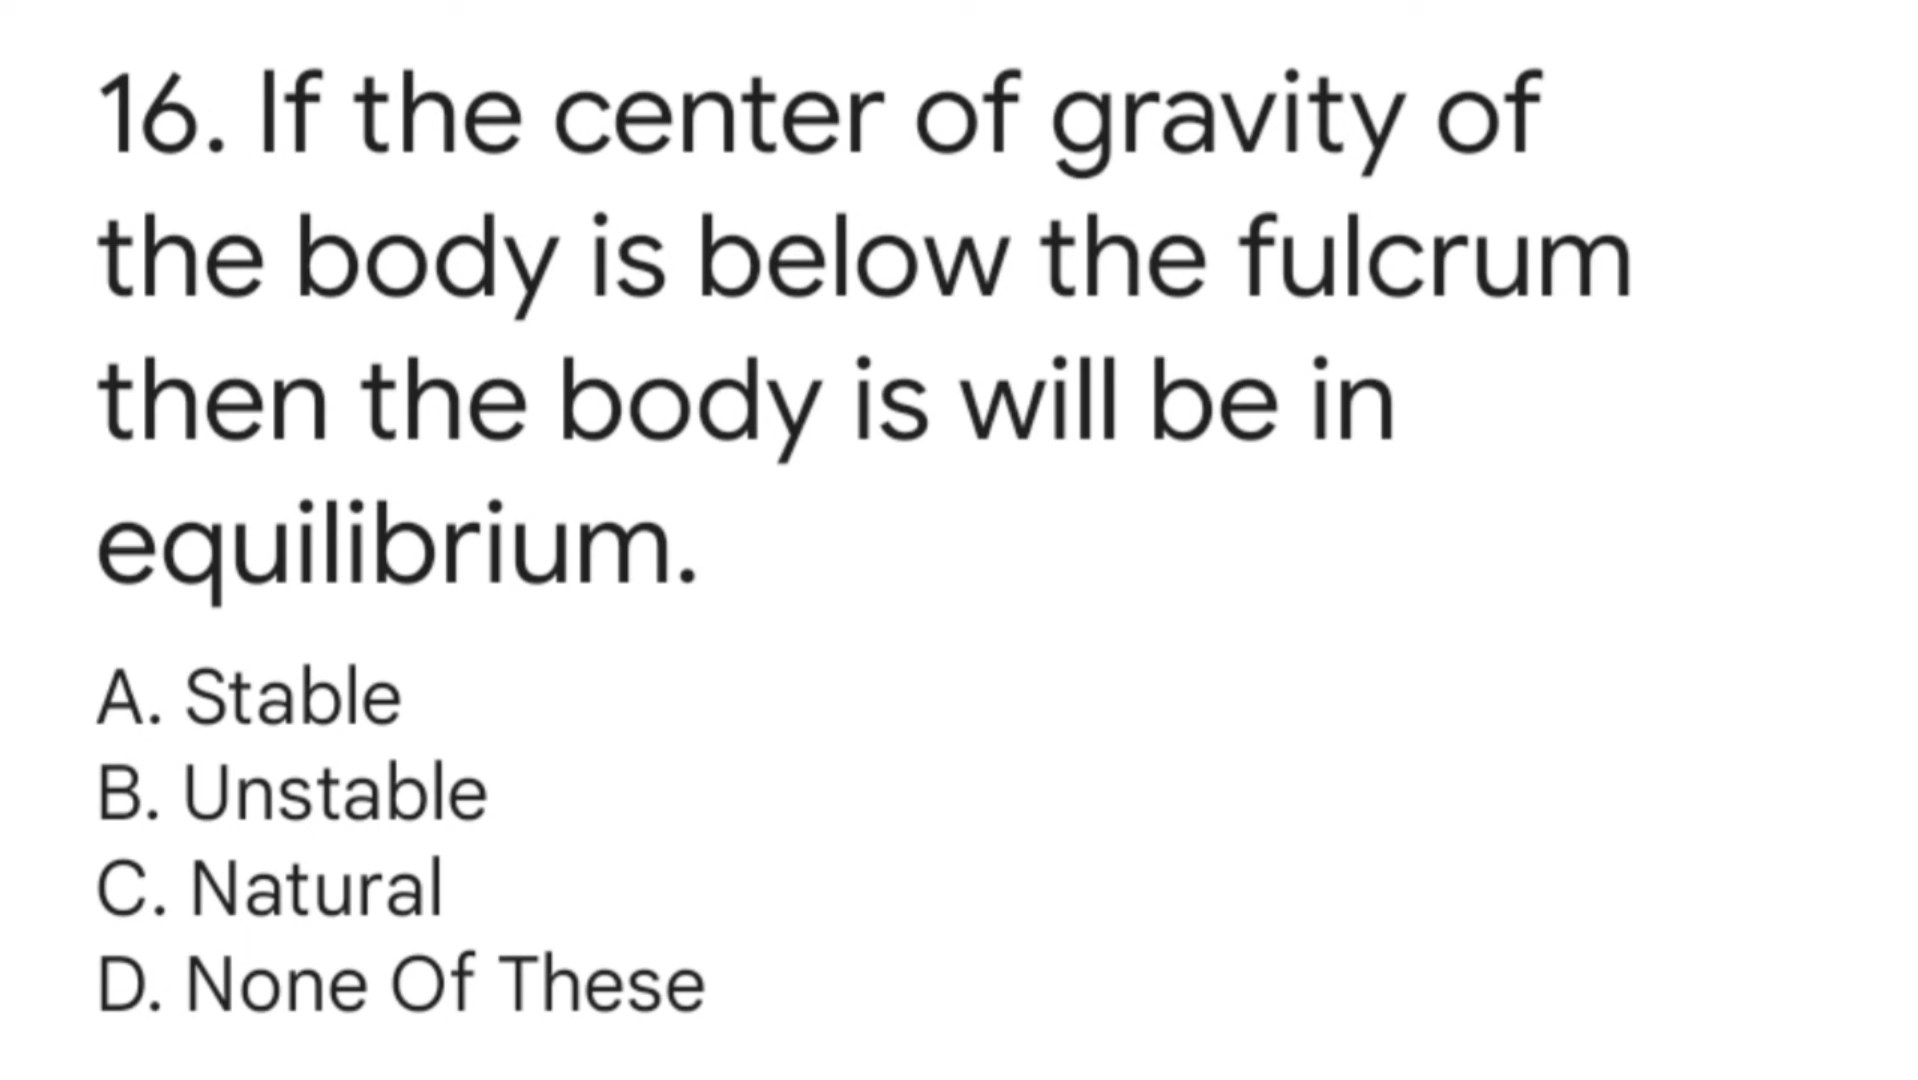 16. If the center of gravity of
the body is below the fulcrum
then the body is will be in
equilibrium.
A. Stable
B. Unstable
C. Natural
D. None Of These